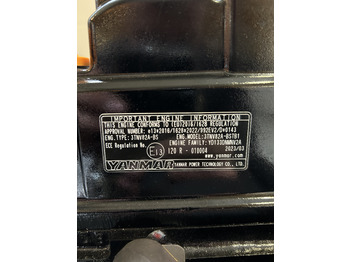 IMPORTANT ENGINE INFORMATION
THIS ENGINE CONFORMS TO (EU)2016/1628 REGULATION
APPROVAL NUMBER: e13*2016/1628*2022/992EV2/D*0143
ENG.TYPE: 3TNV82A-BS ENG.MODEL: 3TNV82A-BSTB1
ECE Regulation No. ENGINE FAMILY:
E13 120 R - 010004 2023/03
YANMAR YANMAR POWER TECHNOLOGY CO., LTD.
www.yanmar.com